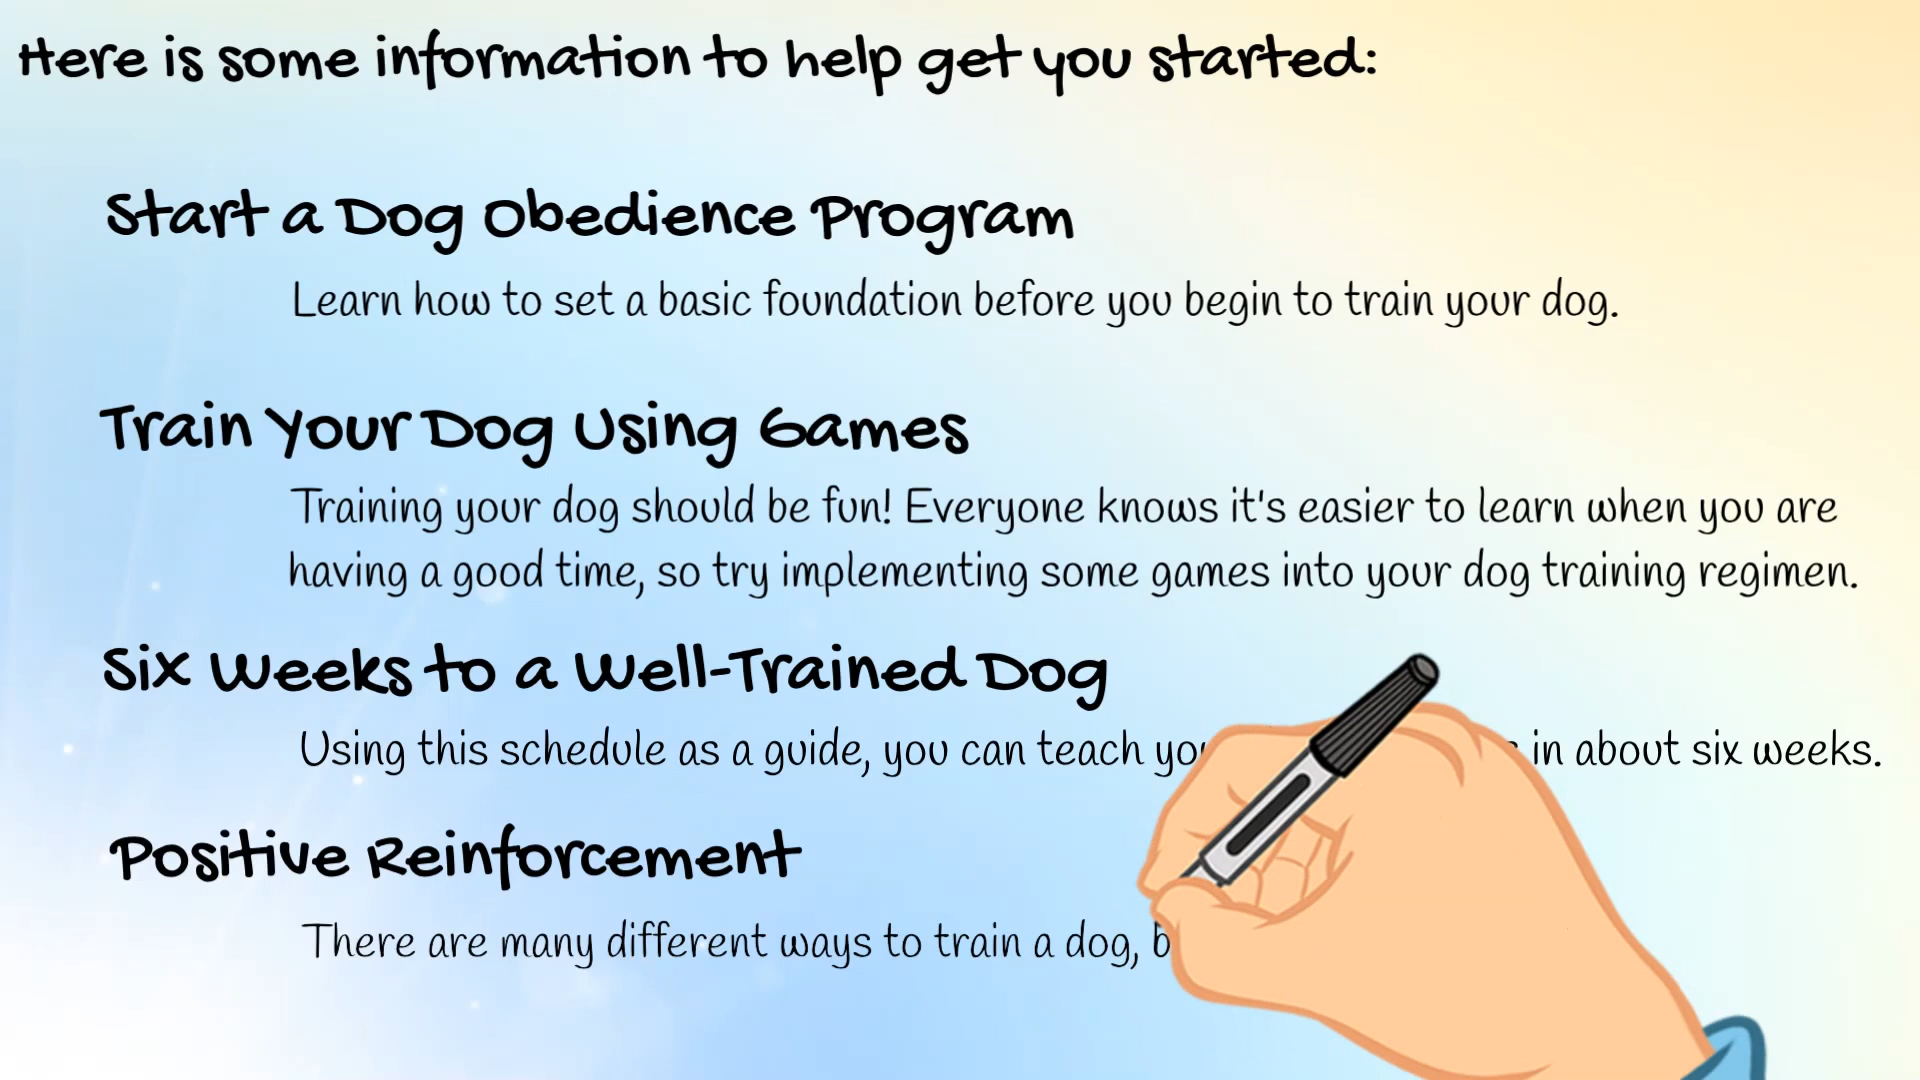 Here is some information to help get you started:
Start a Dog Obedience Program
Learn how to set a basic foundation before you begin to train your dog.
Train Your Dog Using Games
Training your dog should be fun! Everyone knows it's easier to learn when you are
having a good time, so try implementing some games into your dog training regimen.
Six Weeks to a Well-Trained Dog
Using this schedule as a guide, you can teach in about six weeks.
Positive Reinforcement
There are many different ways to train a dog,